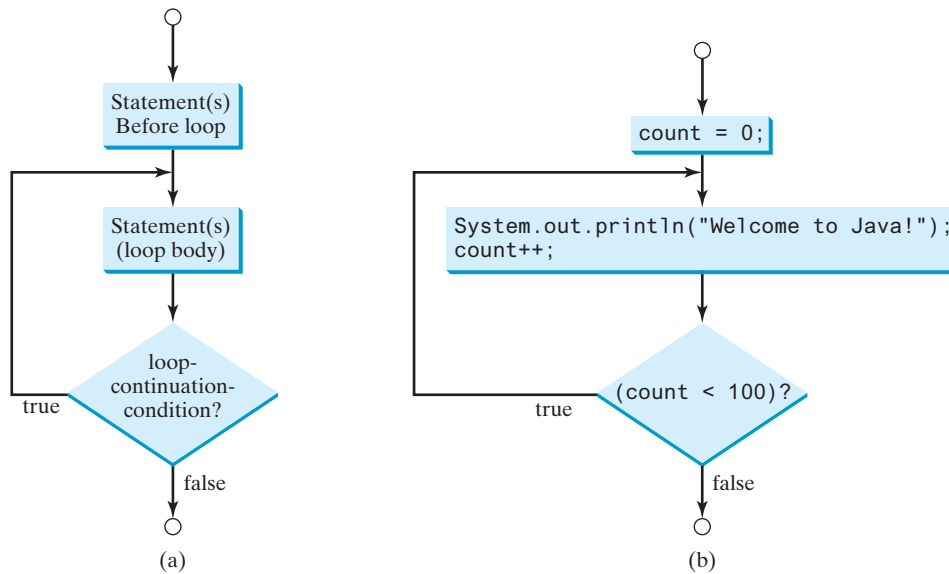 Statement(s)
Before loop
Statement(s)
(loop body)
loop-
continuation-
condition?
true
false
(a)
count = 0;
System.out.println("Welcome to Java!");
count++;
(count < 100)?
true
false
(b)